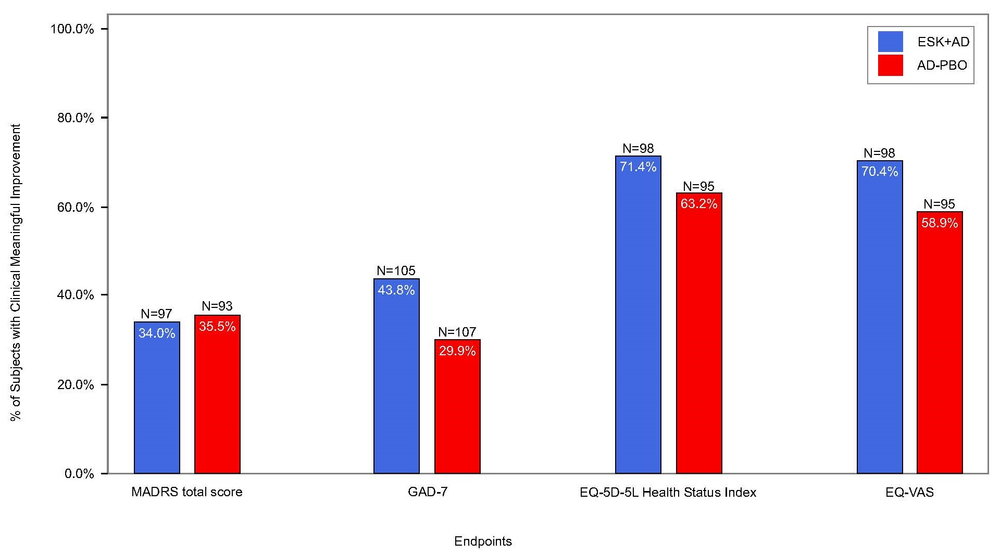 % of Subjects with Clinical Meaningful Improvement
100.0%
80.0%
60.0%
40.0%
20.0%
0.0%
ESK+AD
AD-PBO
N=97
34.0%
N=93
35.5%
N=105
43.8%
N=107
29.9%
N=98
71.4%
N=95
63.2%
N=98
70.4%
N=95
58.9%
MADRS total score
GAD-7
EQ-5D-5L Health Status Index
EQ-VAS
Endpoints